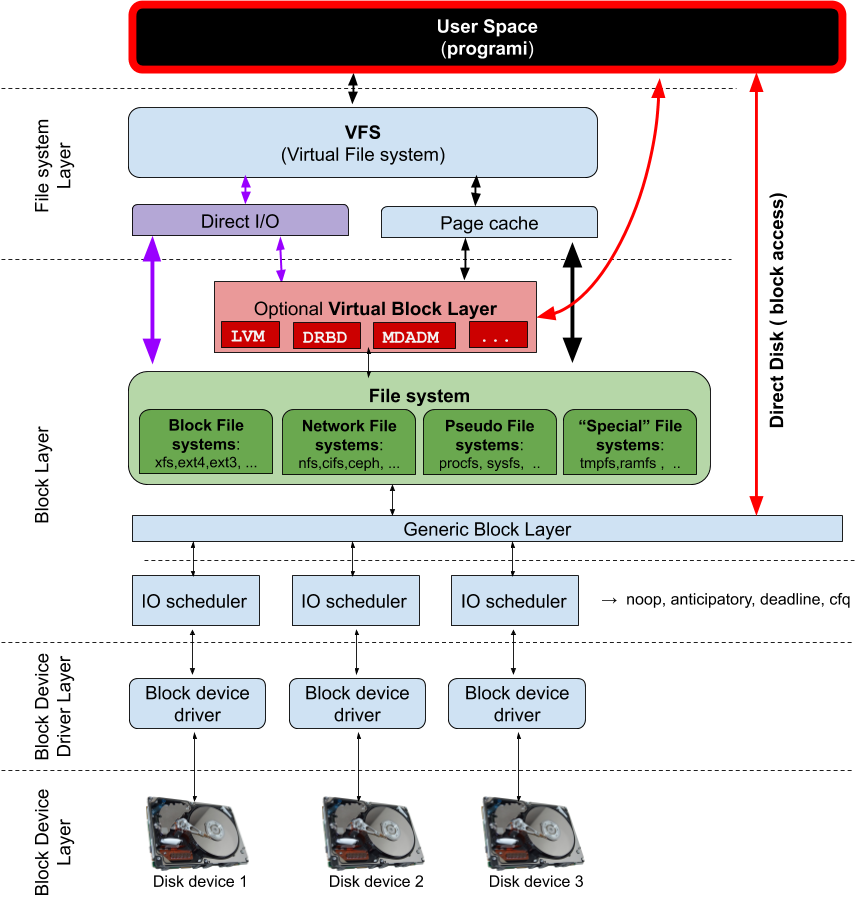 User Space
(programi)
File system
Layer
VFS
(Virtual File system)
Direct I/O
Page cache
Direct Disk ( block access)
Optional Virtual Block Layer
LVM
DRBD
MDADM
...
Block Layer
File system
Block File
systems:
xfs,ext4,ext3, ...
Network File
systems:
nfs,cifs,ceph, ...
Pseudo File
systems:
procfs, sysfs, ..
“Special” File
systems:
tmpfs,ramfs , ..
Generic Block Layer
IO scheduler
IO scheduler
IO scheduler
→ noop, anticipatory, deadline, cfq
Block Device
Driver Layer
Block device
driver
Block device
driver
Block device
driver
Block Device
Layer
Disk device 1
Disk device 2
Disk device 3